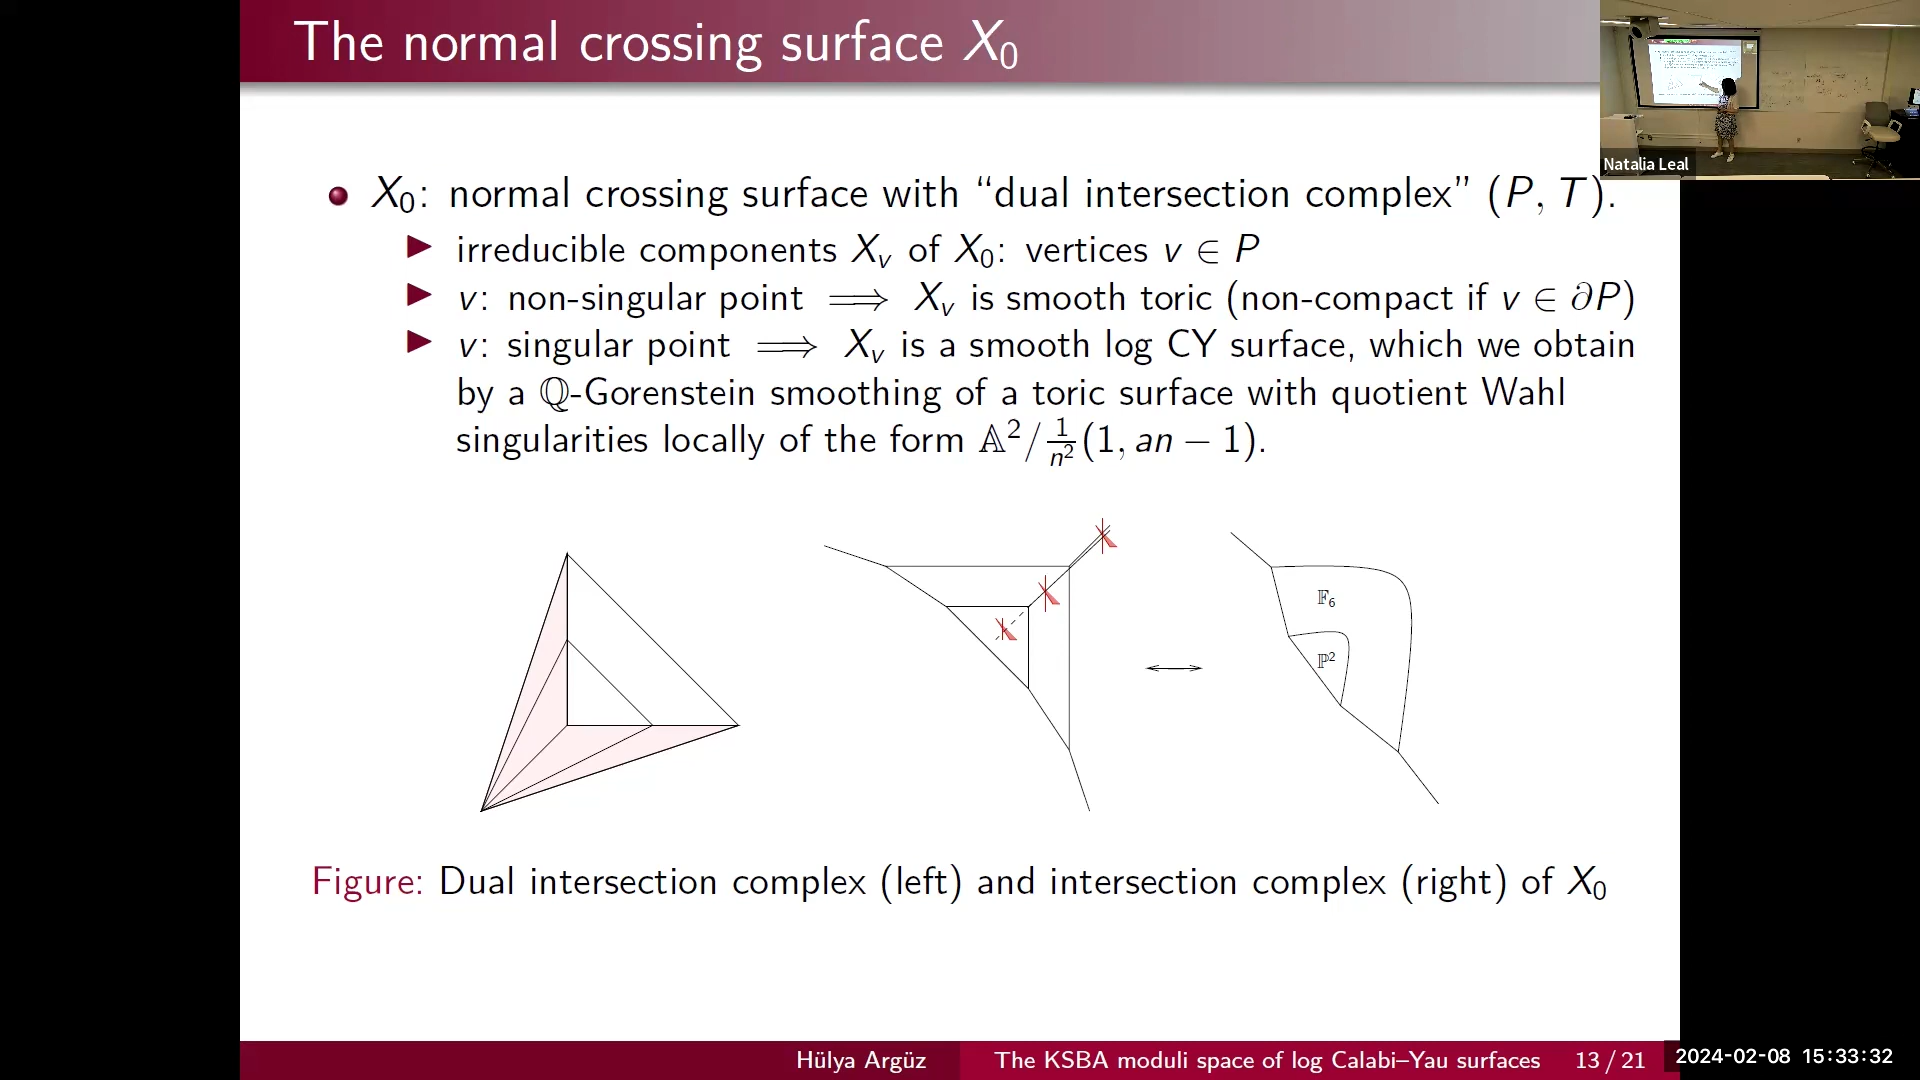 The normal crossing surface X₀
Natalia Leal
X₀: normal crossing surface with “dual intersection complex” (P, T).
irreducible components Xᵥ of X₀: vertices v ∈ P
v: non-singular point ⟹ Xᵥ is smooth toric (non-compact if v ∈ ∂P)
v: singular point ⟹ Xᵥ is a smooth log CY surface, which we obtain
by a ℚ-Gorenstein smoothing of a toric surface with quotient Wahl
singularities locally of the form 𝔸²/ 1/n² (1, an − 1).
𝔽₆
ℙ²
Figure: Dual intersection complex (left) and intersection complex (right) of X₀
Hülya Argüz The KSBA moduli space of log Calabi–Yau surfaces 13 / 21
2024-02-08 15:33:32